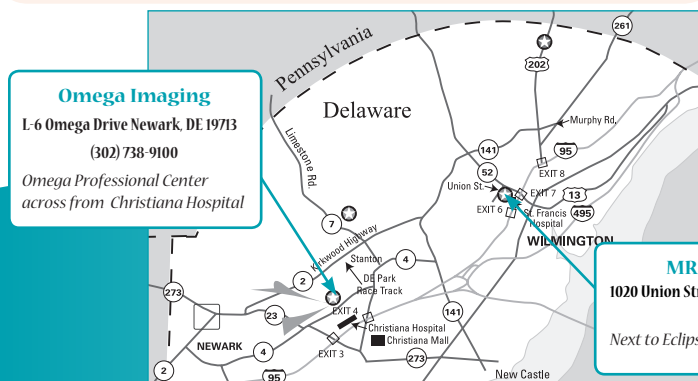 Omega Imaging
L-6 Omega Drive Newark, DE 19713
(302) 738-9100
Omega Professional Center
across from Christiana Hospital
Pennsylvania
Delaware
261
202
Murphy Rd.
141
95
52
EXIT 8
Union St.
EXIT 7
13
EXIT 6
St. Francis
Hospital
495
WILMINGTON
Limestone Rd.
7
Kirkwood Highway
Stanton
4
2
DE Park
Race Track
273
23
EXIT 4
141
Christiana Hospital
Christiana Mall
NEWARK
4
EXIT 3
273
2
95
New Castle
MR
1020 Union Str
Next to Eclips